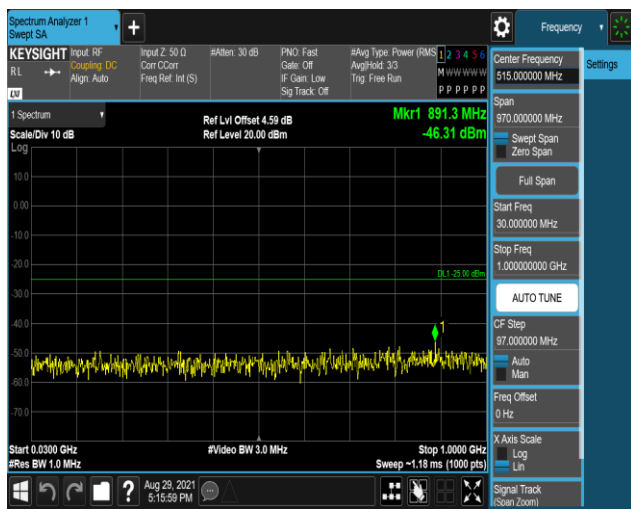 Spectrum Analyzer 1
Swept SA
+
Frequency
KEYSIGHT
RL
LXI
Input: RF
Coupling: DC
Align: Auto
Input Z: 50 Ω
Corr CCorr
Freq Ref: Int (S)
#Atten: 30 dB
PNO: Fast
Gate: Off
IF Gain: Low
Sig Track: Off
#Avg Type: Power (RMS
Avg|Hold: 3/3
Trig: Free Run
1 2 3 4 5 6
M W W W W W
P P P P P P
Center Frequency
515.000000 MHz
Settings
1 Spectrum
Scale/Div 10 dB
Log
Ref Lvl Offset 4.59 dB
Ref Level 20.00 dBm
Mkr1 891.3 MHz
-46.31 dBm
Span
970.000000 MHz
Swept Span
Zero Span
Full Span
Start Freq
30.000000 MHz
Stop Freq
1.000000000 GHz
AUTO TUNE
CF Step
97.000000 MHz
Auto
Man
Freq Offset
0 Hz
X Axis Scale
Log
Lin
Signal Track
(Span Zoom)
10.0
0.00
-10.0
-20.0
DL1 -25.00 dBm
-30.0
-40.0
1
-50.0
-60.0
-70.0
Start 0.0300 GHz
#Video BW 3.0 MHz
Stop 1.0000 GHz
#Res BW 1.0 MHz
Sweep ~1.18 ms (1000 pts)
?
Aug 29, 2021
5:15:59 PM